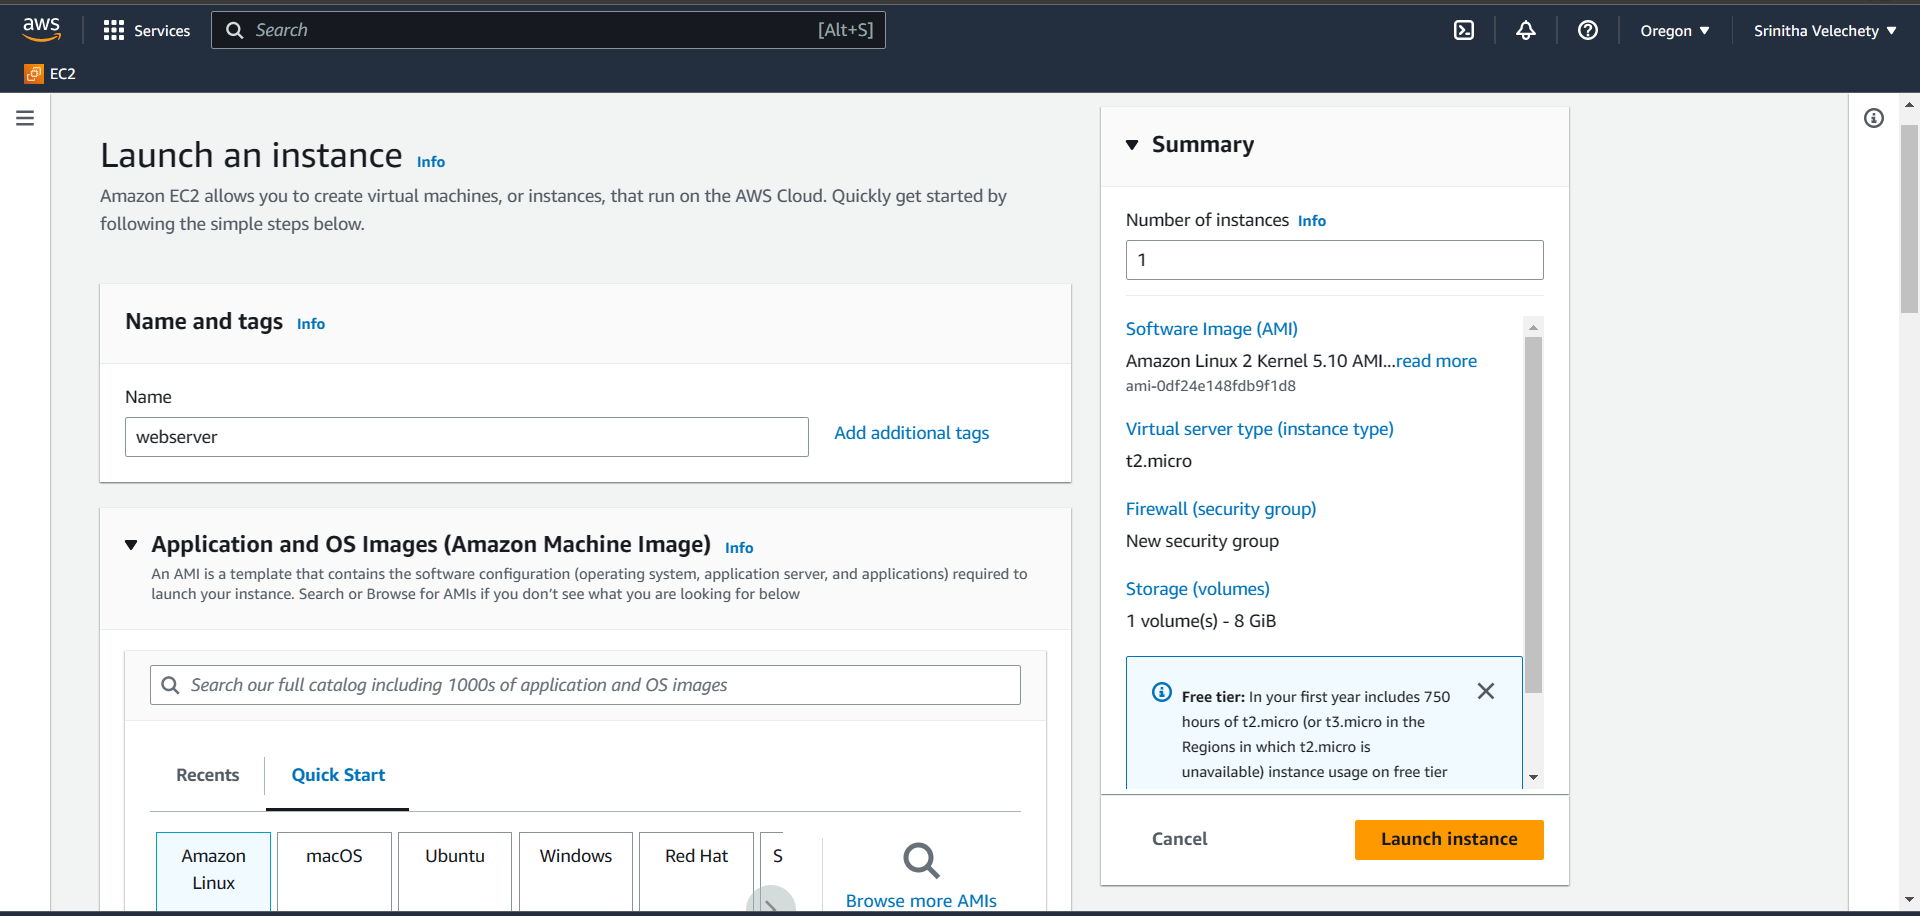 aws
Services
Search
[Alt+S]
Oregon
Srinitha Velechety
EC2
Launch an instance Info
Amazon EC2 allows you to create virtual machines, or instances, that run on the AWS Cloud. Quickly get started by
following the simple steps below.
Name and tags Info
Name
webserver
Add additional tags
Application and OS Images (Amazon Machine Image) Info
An AMI is a template that contains the software configuration (operating system, application server, and applications) required to
launch your instance. Search or Browse for AMIs if you don't see what you are looking for below
Search our full catalog including 1000s of application and OS images
Recents
Quick Start
Amazon
Linux
macOS
Ubuntu
Windows
Red Hat
S
Browse more AMIs
Summary
Number of instances Info
1
Software Image (AMI)
Amazon Linux 2 Kernel 5.10 AMI...read more
ami-0df24e148fdb9f1d8
Virtual server type (instance type)
t2.micro
Firewall (security group)
New security group
Storage (volumes)
1 volume(s) - 8 GiB
Free tier: In your first year includes 750
hours of t2.micro (or t3.micro in the
Regions in which t2.micro is
unavailable) instance usage on free tier
Cancel
Launch instance